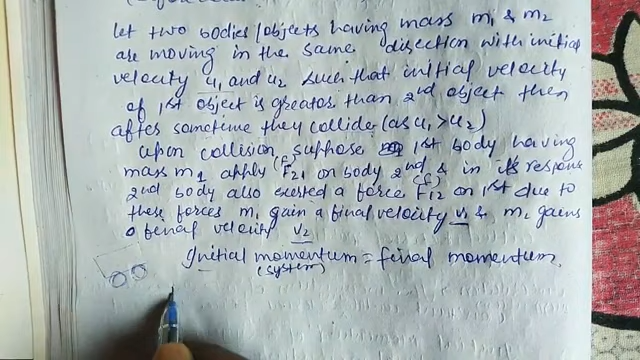 let two bodies/objects having mass m1 & m2
are moving in the same direction with initial
velocity u1 and u2 such that initial velocity
of 1st object is greater than 2nd object then
after sometime they collide (as u1 > u2)
upon collision suppose 1st body having
mass m1 apply (F) F21 on body 2nd & in its response
2nd body also exerted a force (F) F12 on 1st due to
these forces m1 gain a final velocity v1 & m2 gains
a final velocity v2
Initial momentum = final momentum.
(system)